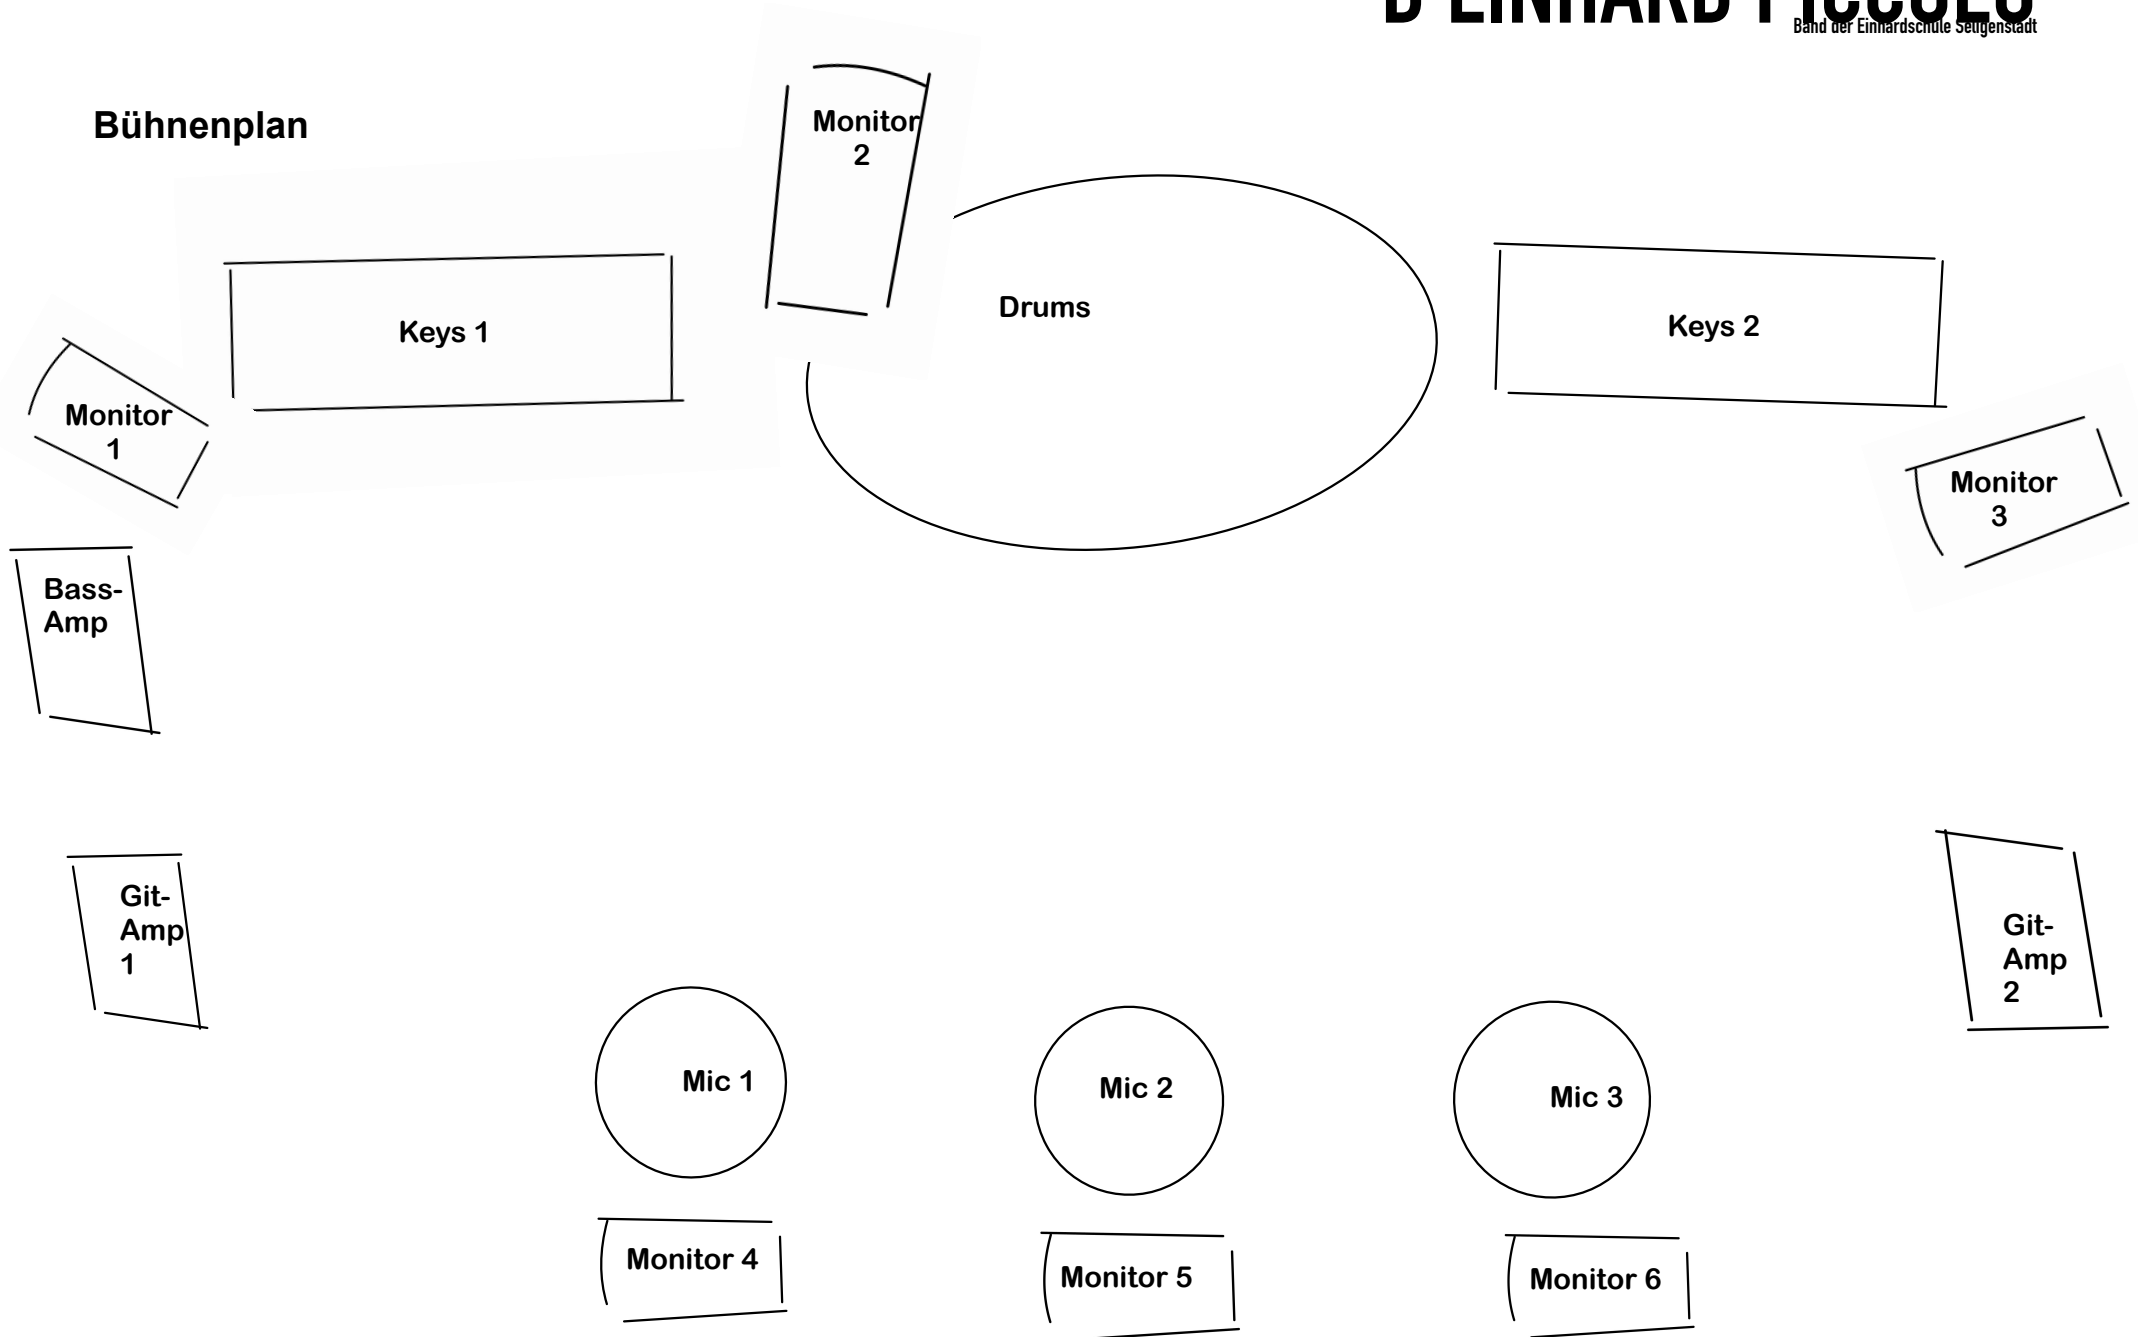 Band der Einhardschule Seligenstadt
Bühnenplan
Monitor
2
Keys 1
Drums
Keys 2
Monitor
1
Monitor
3
Bass-
Amp
Git-
Amp
1
Git-
Amp
2
Mic 1
Mic 2
Mic 3
Monitor 4
Monitor 5
Monitor 6